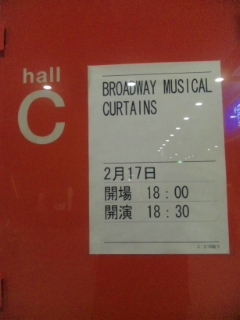 hall
C
BROADWAY MUSICAL
CURTAINS
2月17日
開場 18:00
開演 18:30